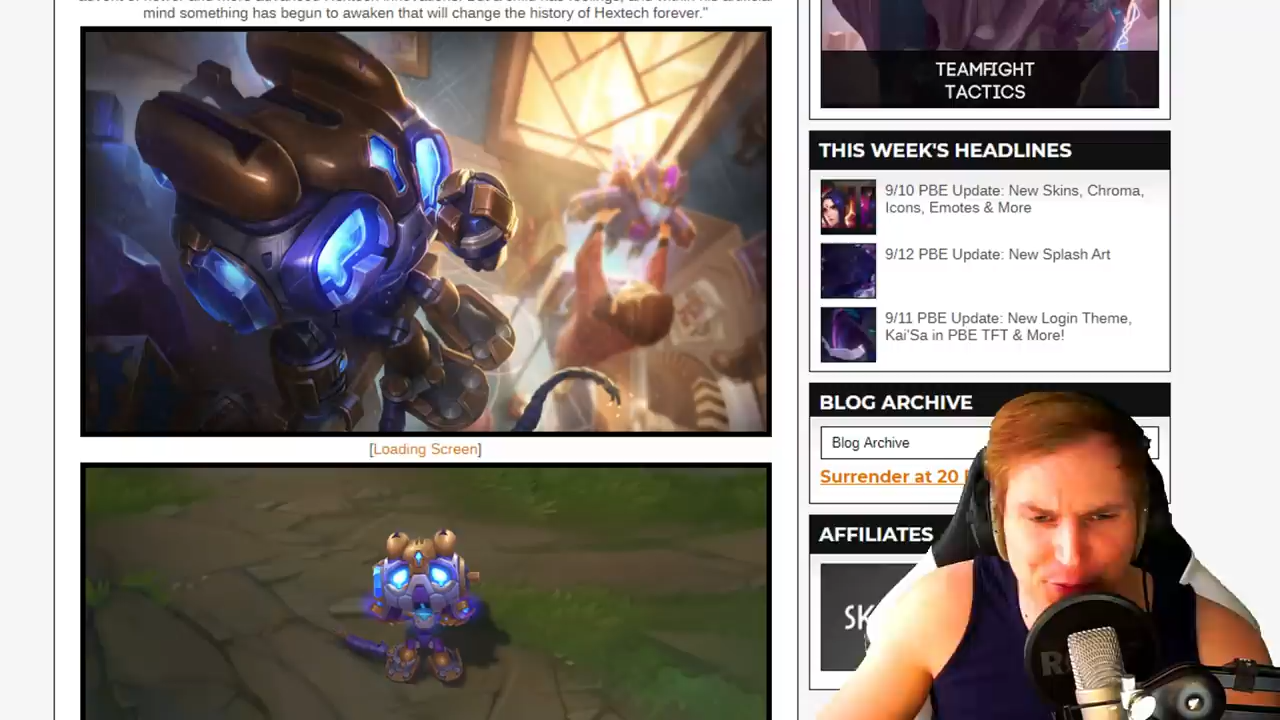 mething has begun to awaken that will change the history of Hextech forever."
[Loading Screen]
TEAMFIGHT
TACTICS
THIS WEEK'S HEADLINES
9/10 PBE Update: New Skins, Chroma,
Icons, Emotes & More
9/12 PBE Update: New Splash Art
9/11 PBE Update: New Login Theme,
Kai'Sa in PBE TFT & More!
BLOG ARCHIVE
Blog Archive
Surrender at 20
AFFILIATES
SK